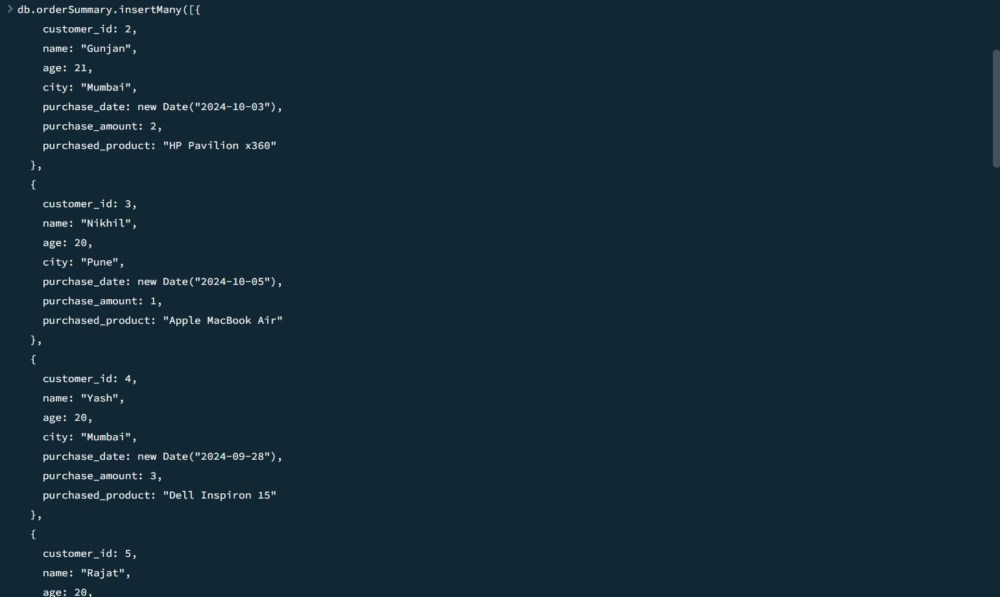 db.orderSummary.insertMany([{
customer_id: 2,
name: "Gunjan",
age: 21,
city: "Mumbai",
purchase_date: new Date("2024-10-03"),
purchase_amount: 2,
purchased_product: "HP Pavilion x360"
},
{
customer_id: 3,
name: "Nikhil",
age: 20,
city: "Pune",
purchase_date: new Date("2024-10-05"),
purchase_amount: 1,
purchased_product: "Apple MacBook Air"
},
{
customer_id: 4,
name: "Yash",
age: 20,
city: "Mumbai",
purchase_date: new Date("2024-09-28"),
purchase_amount: 3,
purchased_product: "Dell Inspiron 15"
},
{
customer_id: 5,
name: "Rajat",
age: 20,